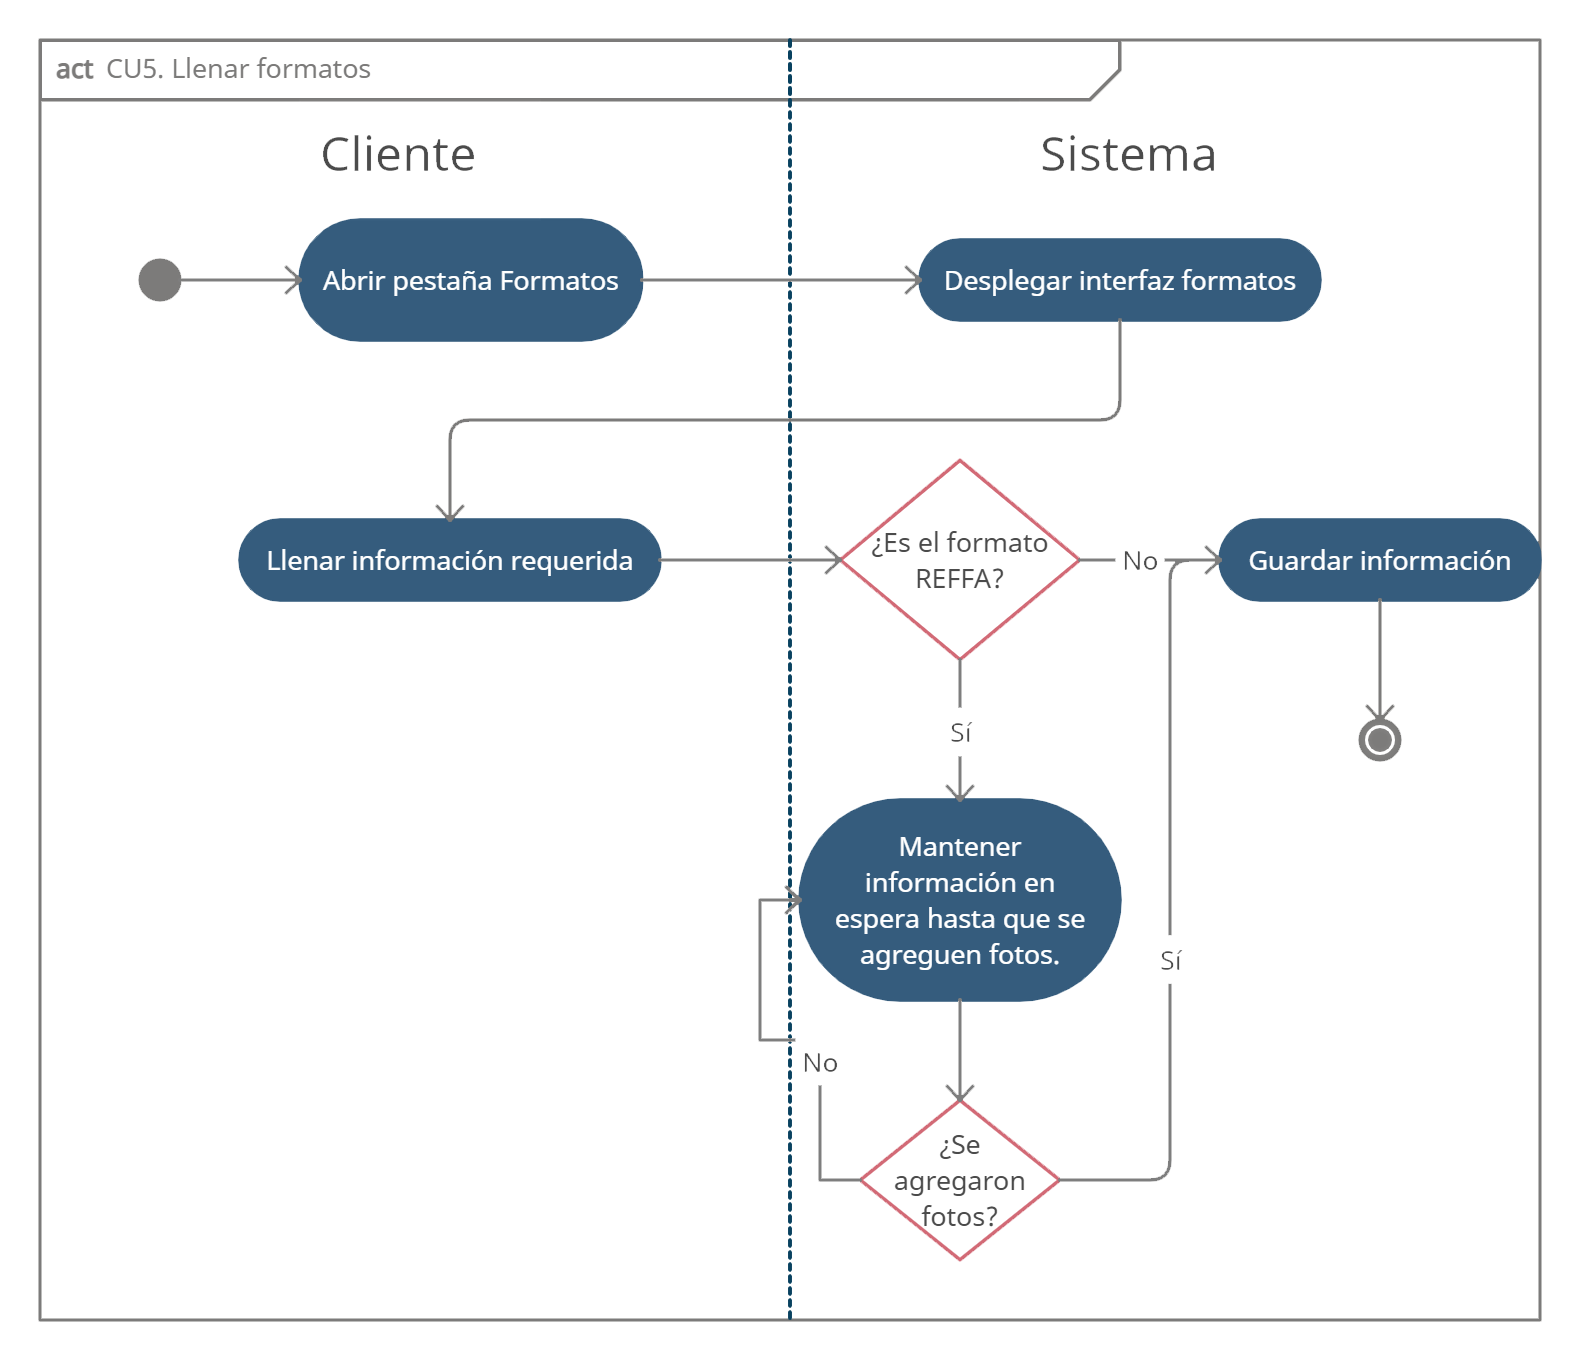 act CU5. Llenar formatos
Cliente
Sistema
Abrir pestaña Formatos
Desplegar interfaz formatos
Llenar información requerida
¿Es el formato
REFFA?
No
Guardar información
Sí
Mantener
información en
espera hasta que se
agreguen fotos.
Sí
No
¿Se
agregaron
fotos?